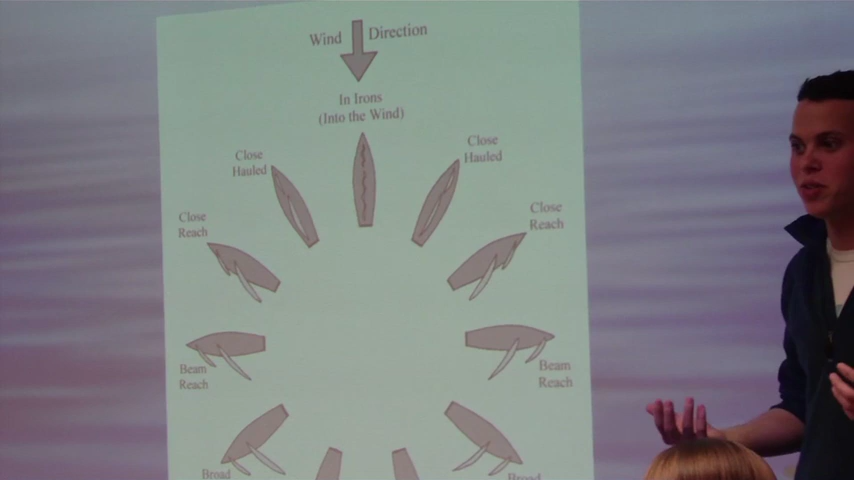 Wind Direction
In Irons
(Into the Wind)
Close
Hauled
Close
Hauled
Close
Reach
Close
Reach
Beam
Reach
Beam
Reach
Broad
Broad